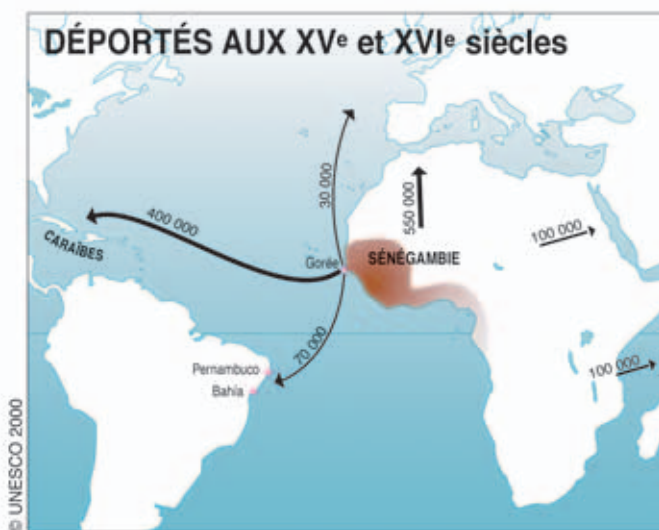 DÉPORTÉS AUX XVe et XVIe siècles
30 000
550 000
400 000
100 000
CARAÏBES
Gorée
SÉNÉGAMBIE
70 000
100 000
Pernambuco
Bahía
© UNESCO 2000